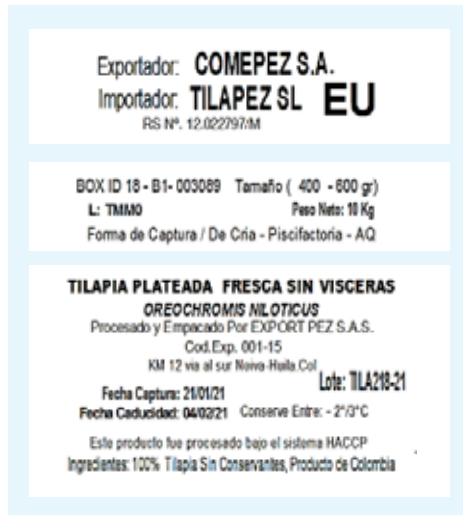 Exportador: COMEPEZ S.A.
Importador: TILAPEZ SL EU
RS Nº. 12.022797/M
BOX ID 18 - B1- 003089 Tamaño ( 400 - 600 gr)
L: TMM0 Peso Neto: 10 Kg
Forma de Captura / De Cria - Piscifactoria - AQ
TILAPIA PLATEADA FRESCA SIN VISCERAS
OREOCHROMIS NILOTICUS
Procesado y Empacado Por EXPORT PEZ S.A.S.
Cod.Exp. 001-15
KM 12 via al sur Neiva-Huila.Col
Lote: TILA218-21
Fecha Captura: 21/01/21
Fecha Caducidad: 04/02/21 Conserve Entre: - 2°/3°C
Este producto fue procesado bajo el sistema HACCP
Ingredientes: 100% Tilapia Sin Conservantes, Producto de Colombia